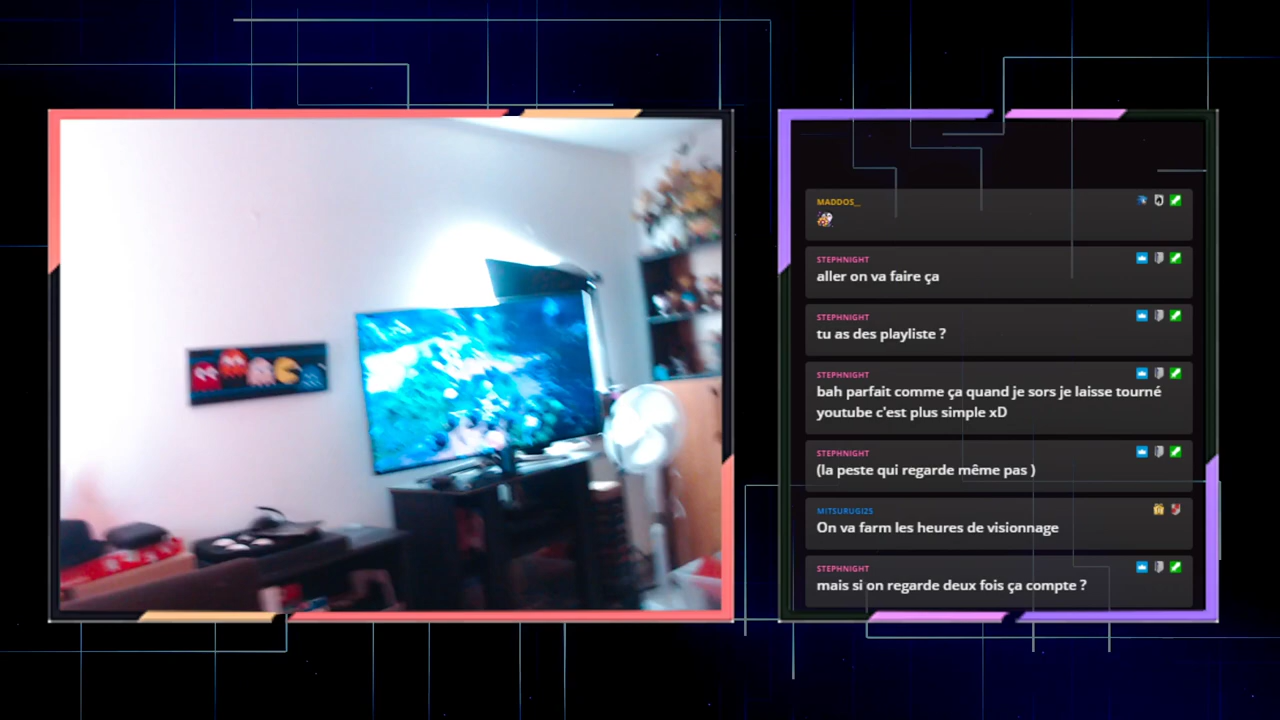 MADDOS__
STEPHNIGHT
aller on va faire ça
STEPHNIGHT
tu as des playliste ?
STEPHNIGHT
bah parfait comme ça quand je sors je laisse tourné
youtube c'est plus simple xD
STEPHNIGHT
(la peste qui regarde même pas )
MITSURUGI25
On va farm les heures de visionnage
STEPHNIGHT
mais si on regarde deux fois ça compte ?